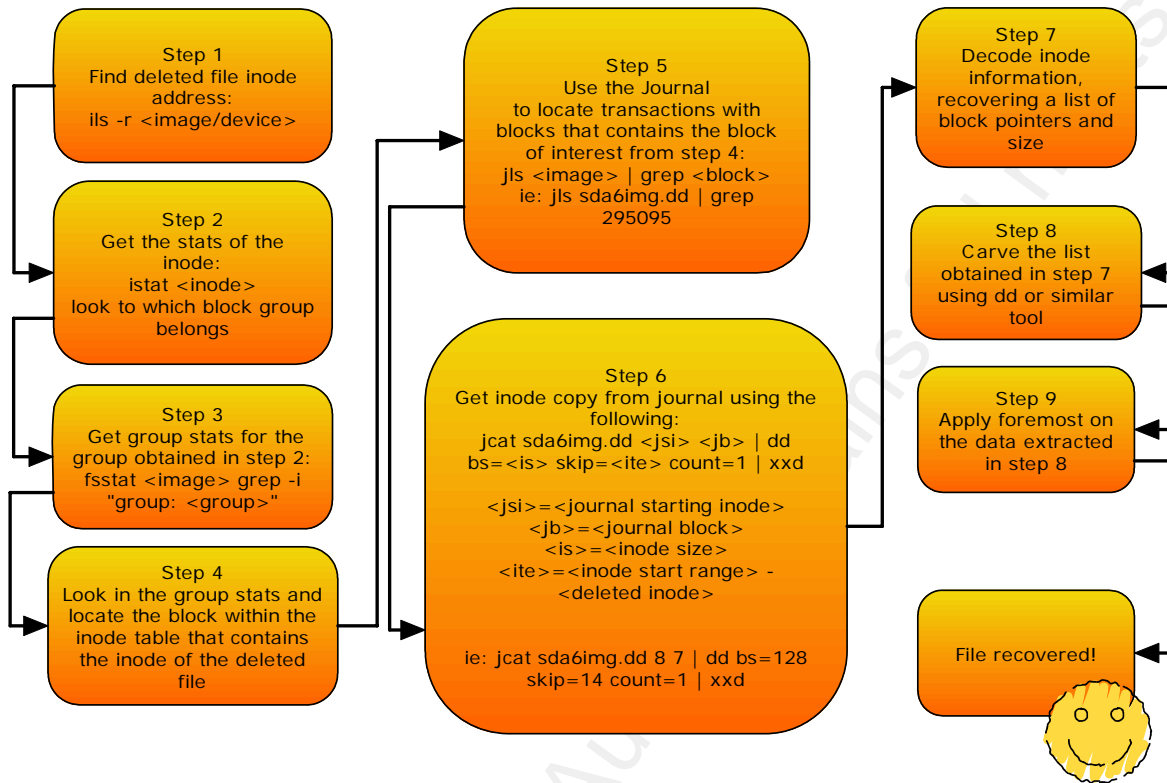 Step 1
Find deleted file inode
address:
ils -r <image/device>
Step 2
Get the stats of the
inode:
istat <inode>
look to which block group
belongs
Step 3
Get group stats for the
group obtained in step 2:
fsstat <image> grep -i
"group: <group>"
Step 4
Look in the group stats and
locate the block within the
inode table that contains
the inode of the deleted
file
Step 5
Use the Journal
to locate transactions with
blocks that contains the block
of interest from step 4:
jls <image> | grep <block>
ie: jls sda6img.dd | grep
295095
Step 6
Get inode copy from journal using the
following:
jcat sda6img.dd <jsi> <jb> | dd
bs=<is> skip=<ite> count=1 | xxd
<jsi>=<journal starting inode>
<jb>=<journal block>
<is>=<inode size>
<ite>=<inode start range> -
<deleted inode>
ie: jcat sda6img.dd 8 7 | dd bs=128
skip=14 count=1 | xxd
Step 7
Decode inode
information,
recovering a list of
block pointers and
size
Step 8
Carve the list
obtained in step 7
using dd or similar
tool
Step 9
Apply foremost on
the data extracted
in step 8
File recovered!